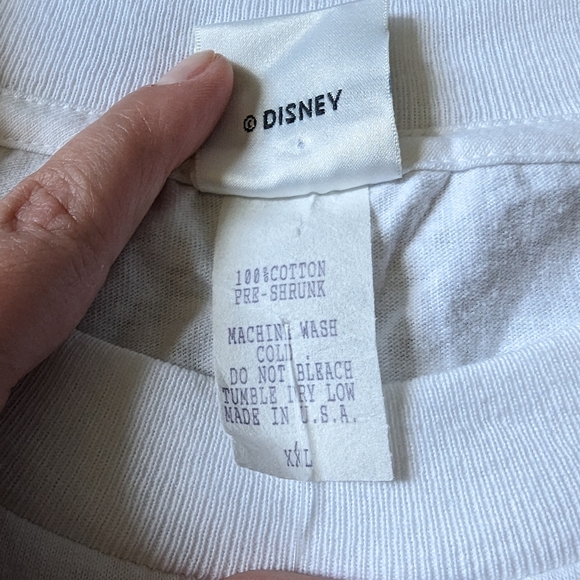 © DISNEY
100% COTTON
PRE-SHRUNK
MACHINE WASH
COLD.
DO NOT BLEACH
TUMBLE DRY LOW
MADE IN U.S.A.
XXL